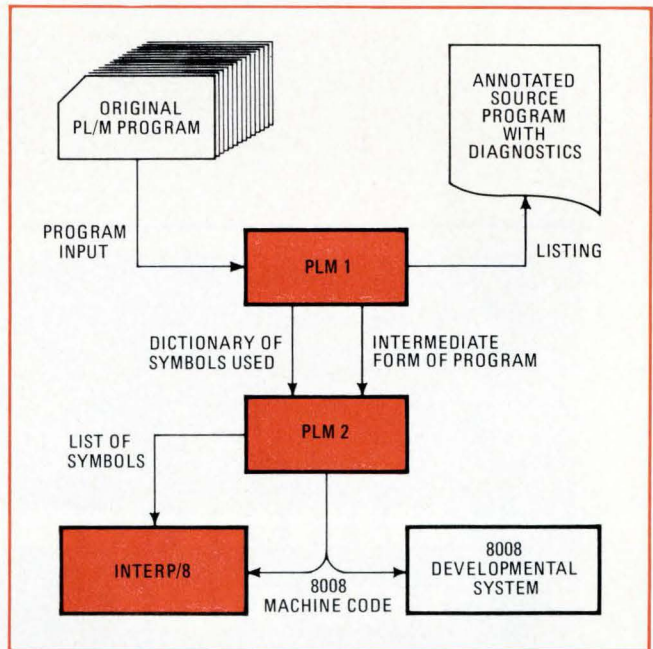 ORIGINAL
PL/M PROGRAM
ANNOTATED
SOURCE
PROGRAM
WITH
DIAGNOSTICS
PROGRAM
INPUT
PLM 1
LISTING
DICTIONARY OF
SYMBOLS USED
INTERMEDIATE
FORM OF PROGRAM
PLM 2
LIST OF
SYMBOLS
INTERP/8
8008
MACHINE CODE
8008
DEVELOPMENTAL
SYSTEM